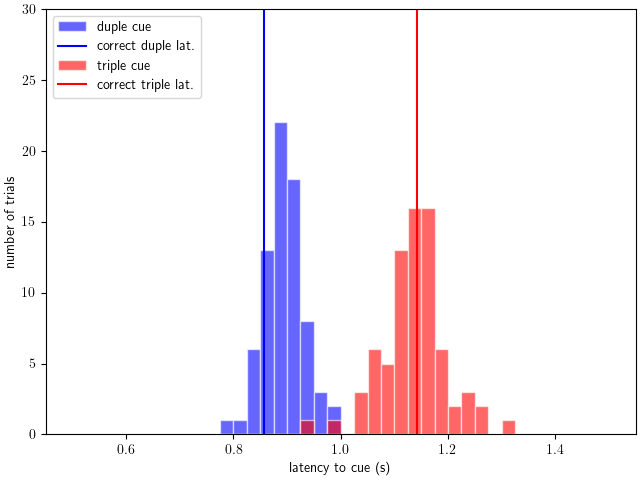 30
25
20
15
10
5
0
number of trials
duple cue
correct duple lat.
triple cue
correct triple lat.
0.6 0.8 1.0 1.2 1.4
latency to cue (s)